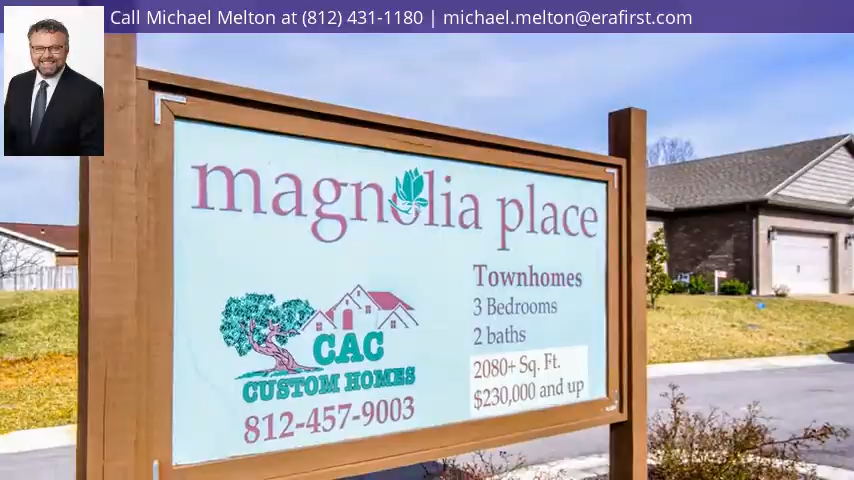 Call Michael Melton at (812) 431-1180 | michael.melton@erafirst.com
magnolia place
Townhomes
3 Bedrooms
2 baths
2080+ Sq. Ft.
$230,000 and up
CAC
CUSTOM HOMES
812-457-9003